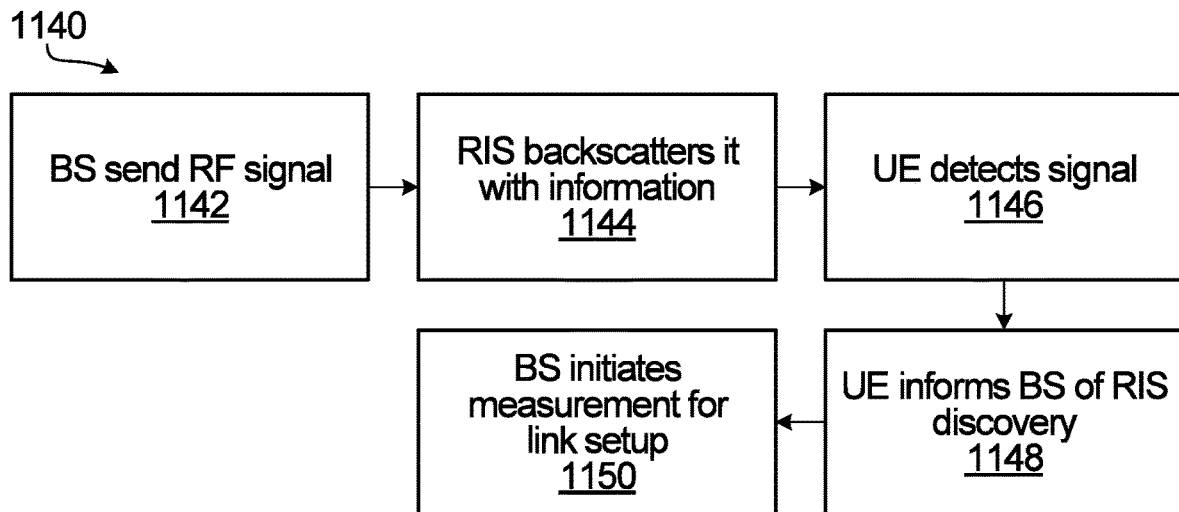 1140
BS send RF signal
1142
RIS backscatters it
with information
1144
UE detects signal
1146
UE informs BS of RIS
discovery
1148
BS initiates
measurement for
link setup
1150